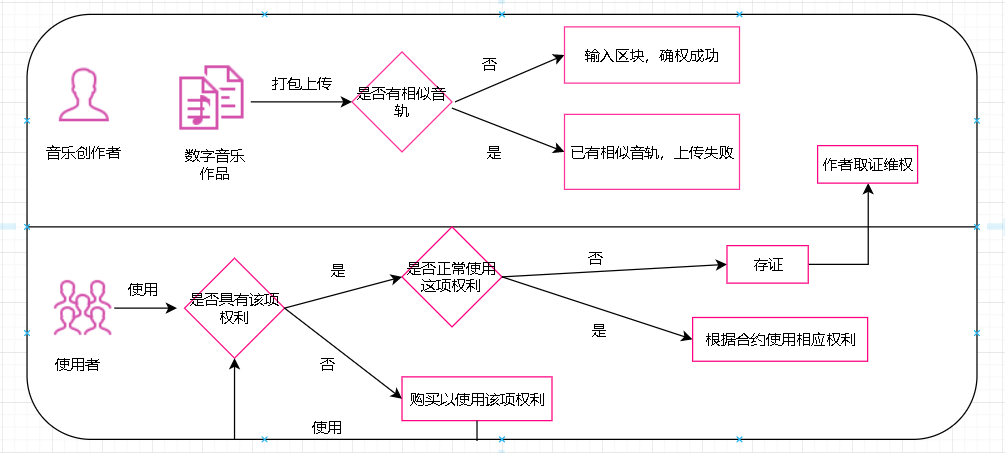 音乐创作者
数字音乐
作品
打包上传
是否有相似音
轨
否
输入区块，确权成功
是
已有相似音轨，上传失败
作者取证维权
使用者
使用
是否具有该项
权利
是
是否正常使用
这项权利
否
存证
是
根据合约使用相应权利
否
购买以使用该项权利
使用